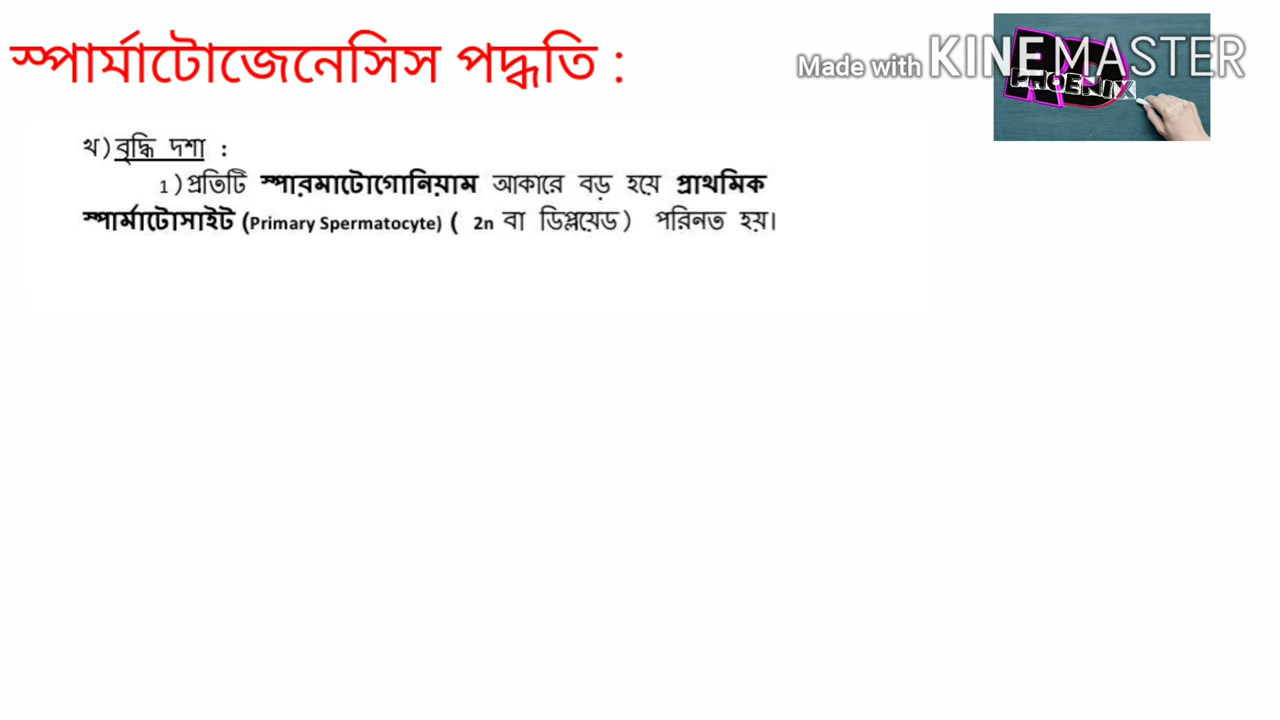 স্পার্মাটোজেনেসিস পদ্ধতি :
Made with KINEMASTER
PHOENIX
খ) বৃদ্ধি দশা :
1) প্রতিটি স্পারমাটোগোনিয়াম আকারে বড় হয়ে প্রাথমিক
স্পার্মাটোসাইট (Primary Spermatocyte) ( 2n বা ডিপ্লয়েড) পরিনত হয়।